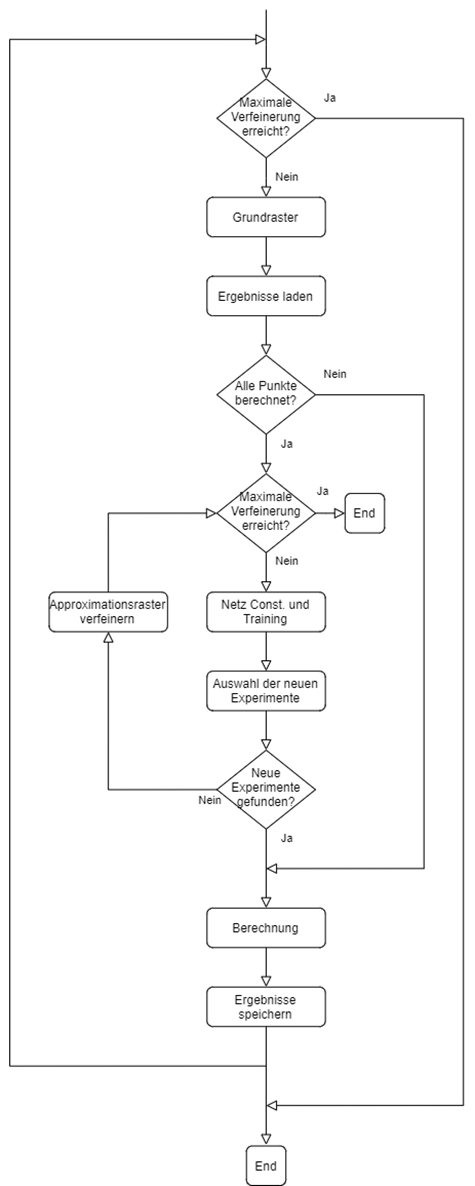 Maximale
Verfeinerung
erreicht?
Ja
Nein
Grundraster
Ergebnisse laden
Alle Punkte
berechnet?
Nein
Ja
Maximale
Verfeinerung
erreicht?
Ja
End
Nein
Approximationsraster
verfeinern
Netz Const. und
Training
Auswahl der neuen
Experimente
Neue
Experimente
gefunden?
Nein
Ja
Berechnung
Ergebnisse
speichern
End